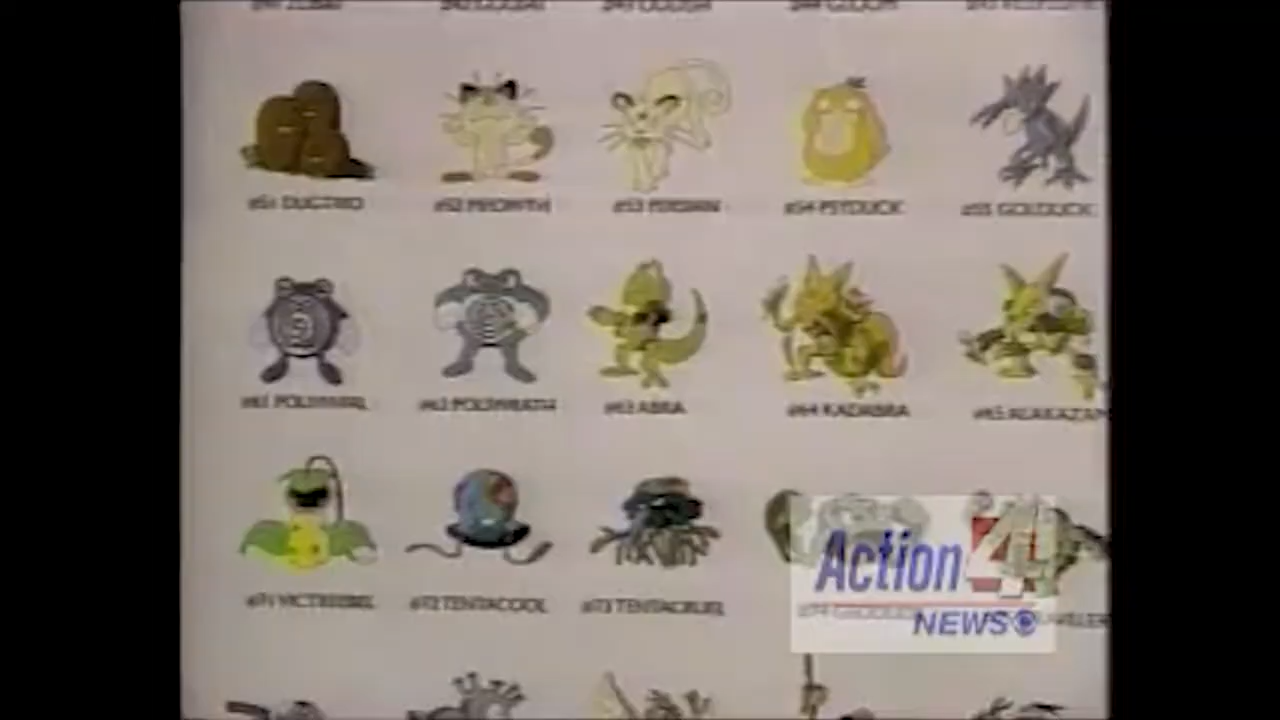 #51 DUGTRIO #52 MEOWTH #53 PERSIAN #54 PSYDUCK #55 GOLDUCK
#61 POLIWHIRL #62 POLIWRATH #63 ABRA #64 KADABRA #65 ALAKAZAM
#71 VICTREEBEL #72 TENTACOOL #73 TENTACRUEL
Action 4
NEWS